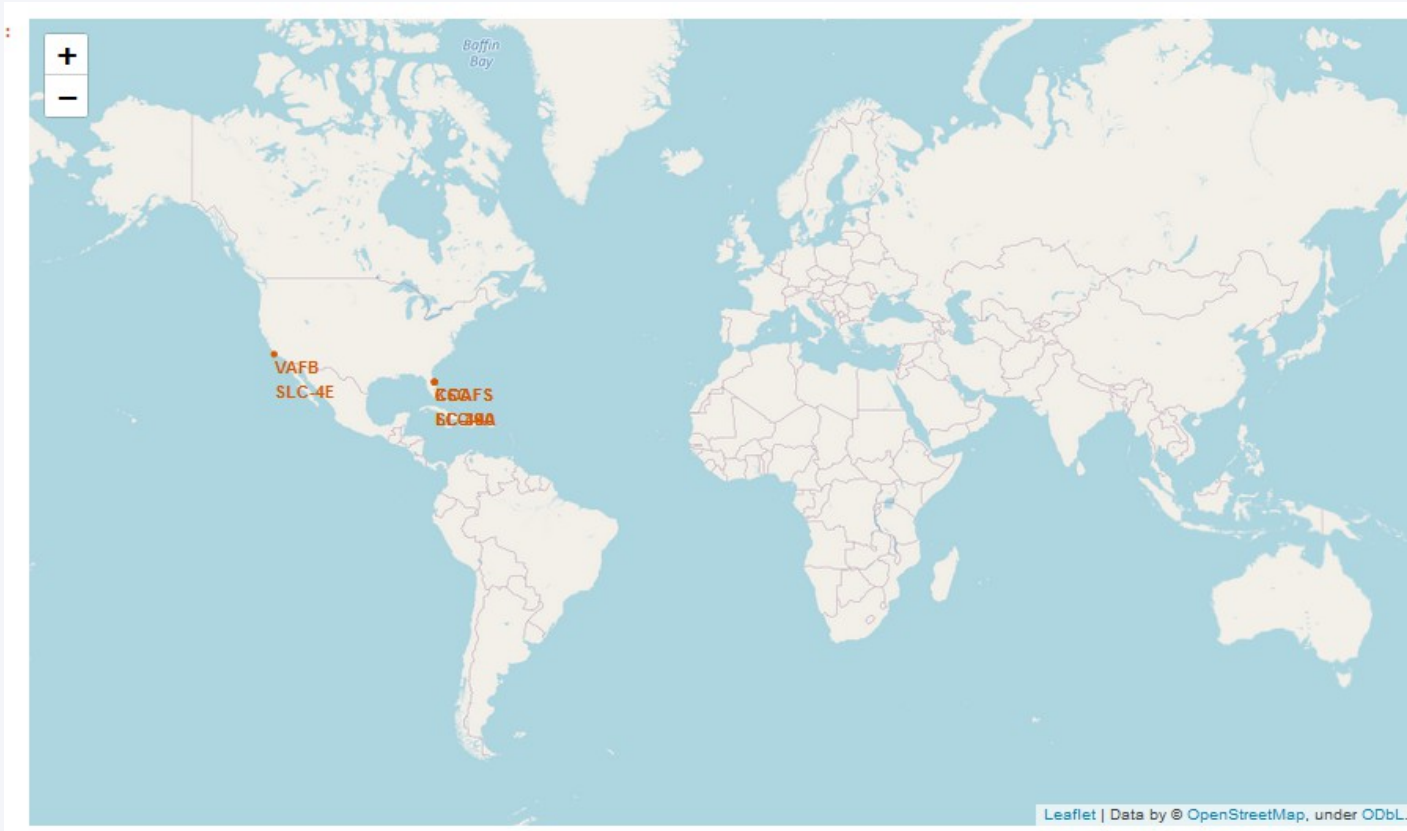 :
+
Baffin
Bay
−
VAFB
SLC-4E
Leaflet | Data by © OpenStreetMap, under ODbL.